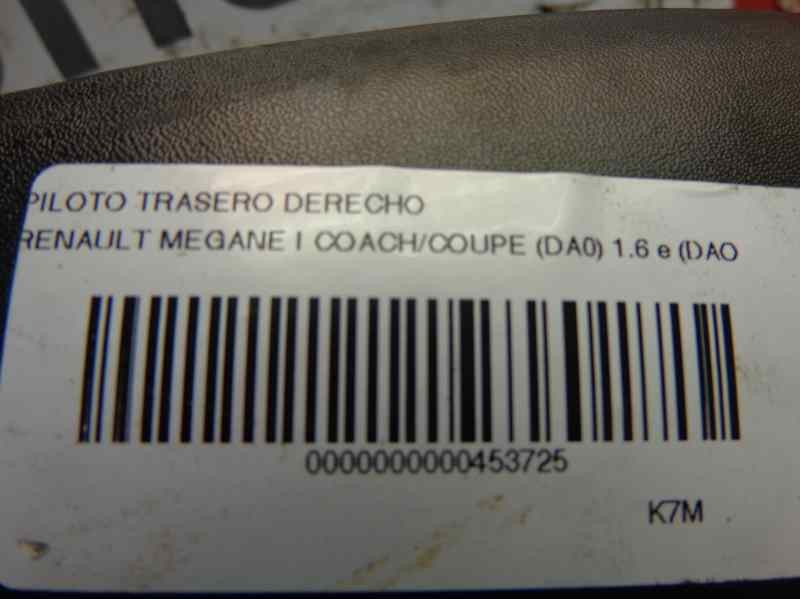 PILOTO TRASERO DERECHO
RENAULT MEGANE I COACH/COUPE (DA0) 1.6 e (DAO
0000000000453725
K7M